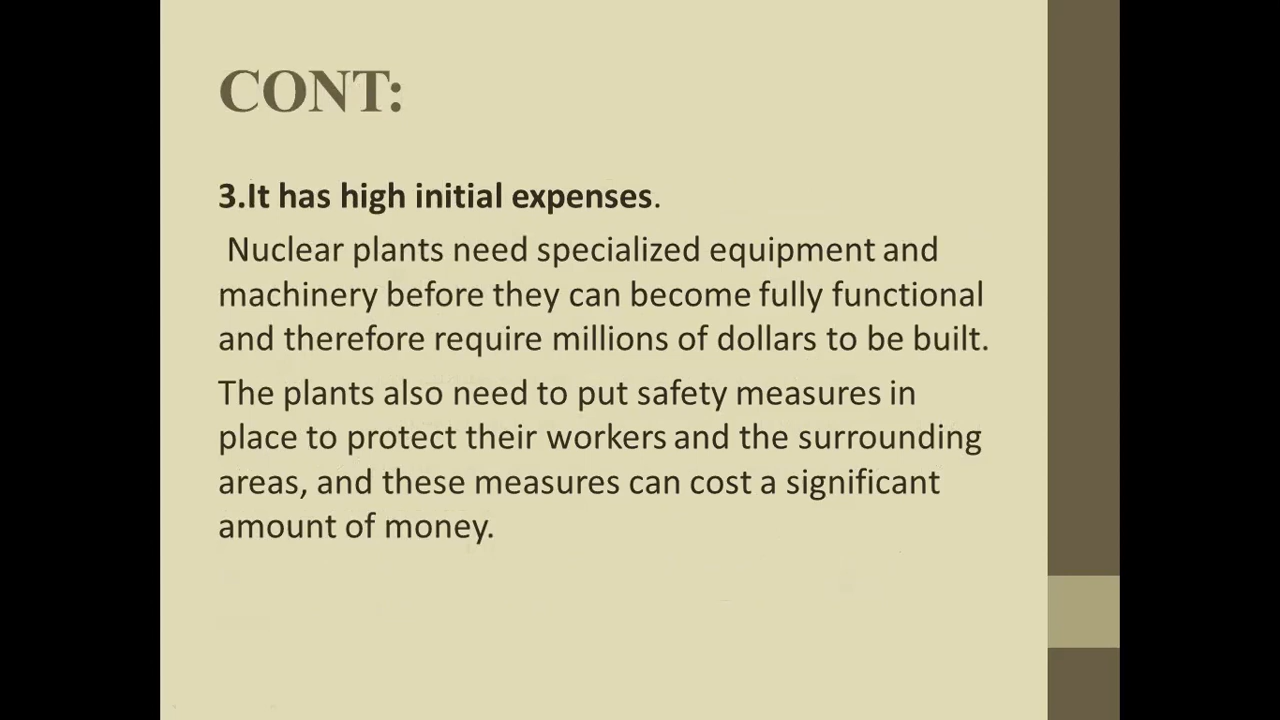 CONT:
3.It has high initial expenses.
Nuclear plants need specialized equipment and
machinery before they can become fully functional
and therefore require millions of dollars to be built.
The plants also need to put safety measures in
place to protect their workers and the surrounding
areas, and these measures can cost a significant
amount of money.